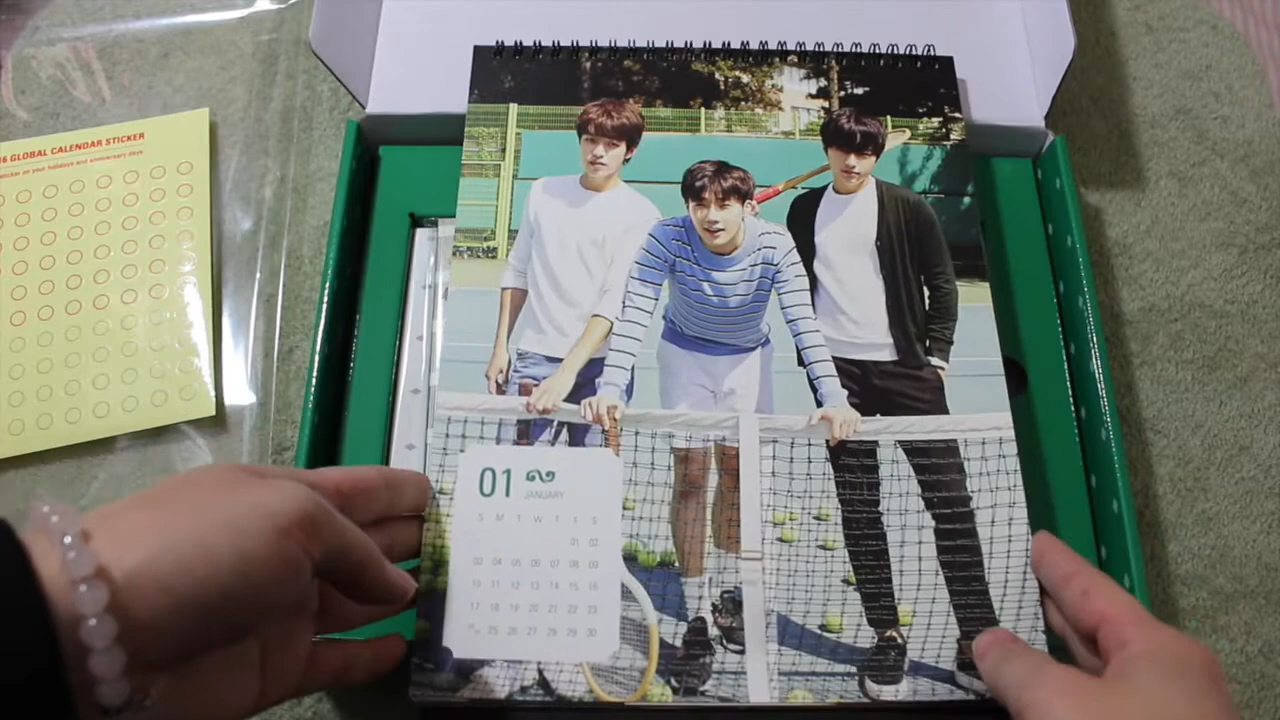 16 GLOBAL CALENDAR STICKER
sticker on your holidays and anniversary days
01
JANUARY
S M T W T F S
01 02
03 04 05 06 07 08 09
10 11 12 13 14 15 16
17 18 19 20 21 22 23
25 26 27 28 29 30